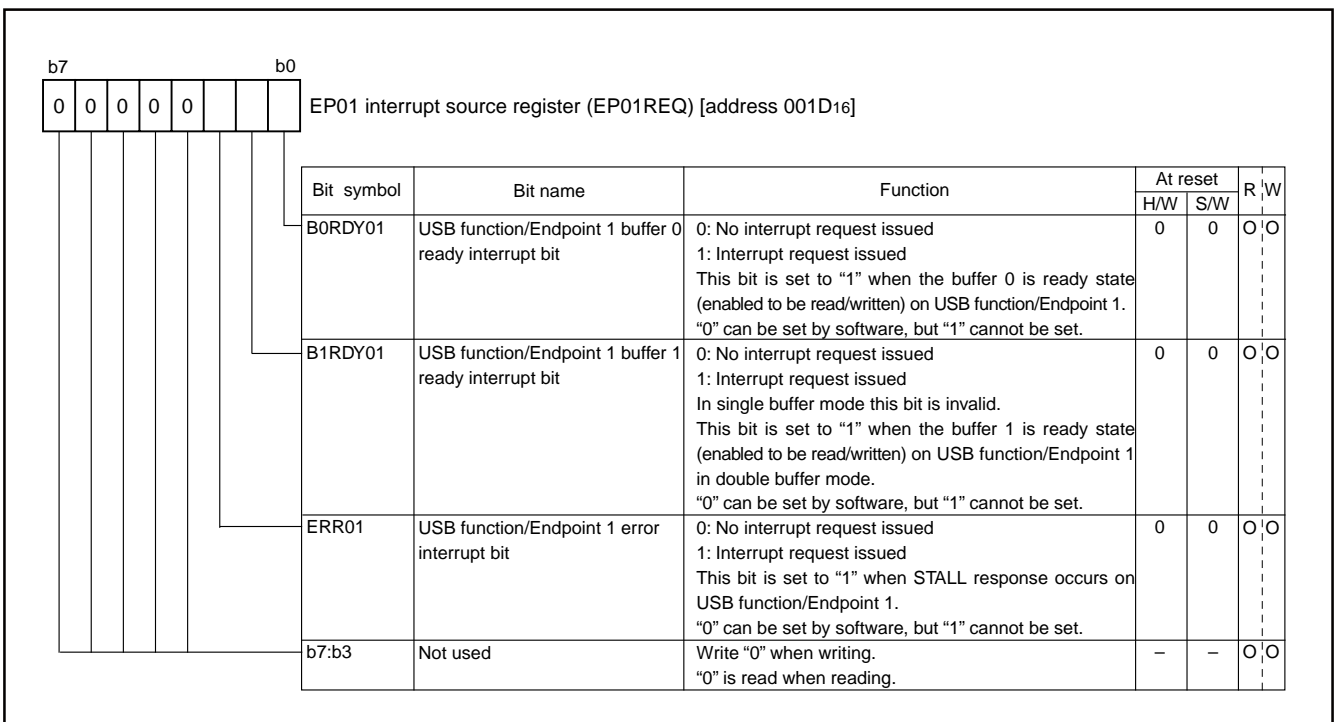 b7 b0
0 0 0 0 0
EP01 interrupt source register (EP01REQ) [address 001D16]
Bit symbol Bit name Function At reset R W
H/W S/W
B0RDY01 USB function/Endpoint 1 buffer 0 0: No interrupt request issued 0 0 O O
ready interrupt bit 1: Interrupt request issued
This bit is set to “1” when the buffer 0 is ready state
(enabled to be read/written) on USB function/Endpoint 1.
“0” can be set by software, but “1” cannot be set.
B1RDY01 USB function/Endpoint 1 buffer 1 0: No interrupt request issued 0 0 O O
ready interrupt bit 1: Interrupt request issued
In single buffer mode this bit is invalid.
This bit is set to “1” when the buffer 1 is ready state
(enabled to be read/written) on USB function/Endpoint 1
in double buffer mode.
“0” can be set by software, but “1” cannot be set.
ERR01 USB function/Endpoint 1 error 0: No interrupt request issued 0 0 O O
interrupt bit 1: Interrupt request issued
This bit is set to “1” when STALL response occurs on
USB function/Endpoint 1.
“0” can be set by software, but “1” cannot be set.
b7:b3 Not used Write “0” when writing. – – O O
“0” is read when reading.